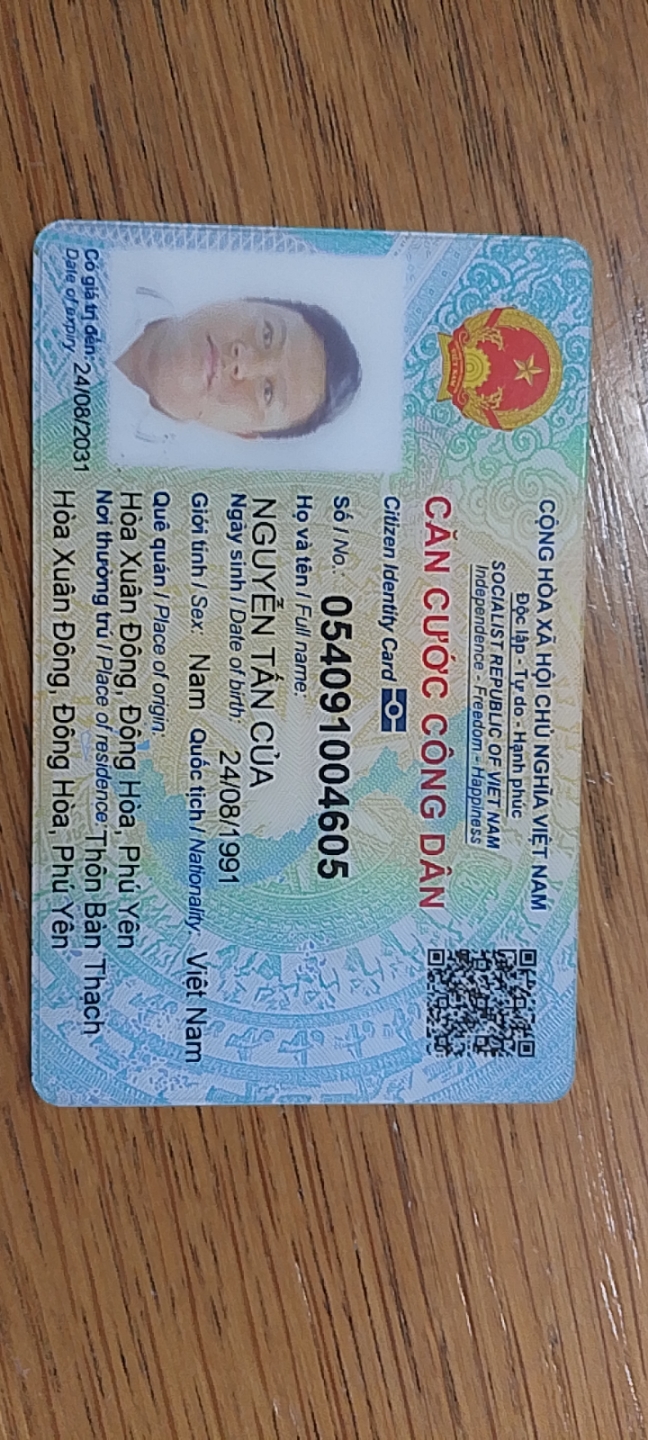 CỘNG HÒA XÃ HỘI CHỦ NGHĨA VIỆT NAM
Độc lập - Tự do - Hạnh phúc
SOCIALIST REPUBLIC OF VIET NAM
Independence - Freedom - Happiness
CĂN CƯỚC CÔNG DÂN
Citizen Identity Card
Số / No.: 054091004605
Họ và tên / Full name:
NGUYỄN TẤN CỦA
Ngày sinh / Date of birth: 24/08/1991
Giới tính / Sex: Nam Quốc tịch / Nationality: Việt Nam
Quê quán / Place of origin:
Hòa Xuân Đông, Đông Hòa, Phú Yên
Nơi thường trú / Place of residence: Thôn Bàn Thạch
Hòa Xuân Đông, Đông Hòa, Phú Yên
Có giá trị đến: 24/08/2031
Date of expiry
VIỆT NAM